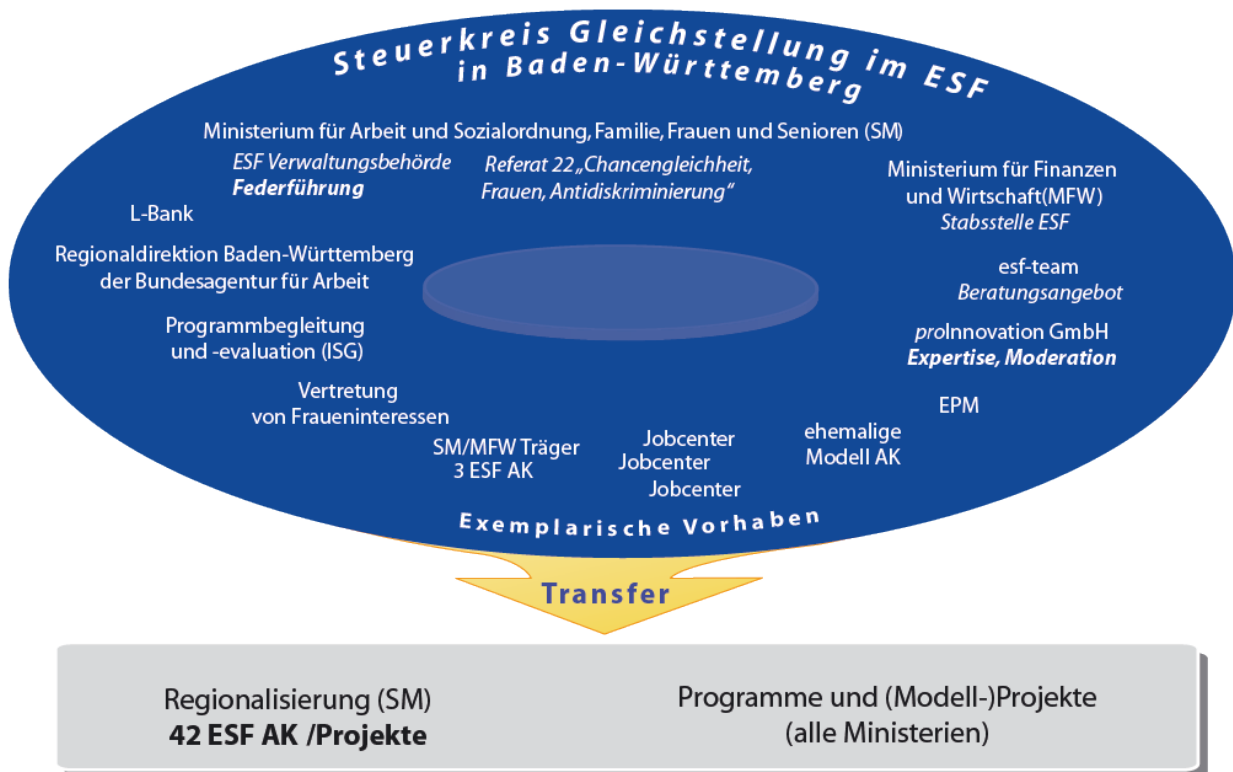 Steuerkreis Gleichstellung im ESF
in Baden-Württemberg
Ministerium für Arbeit und Sozialordnung, Familie, Frauen und Senioren (SM)
ESF Verwaltungsbehörde
Federführung
Referat 22 „Chancengleichheit,
Frauen, Antidiskriminierung“
Ministerium für Finanzen
und Wirtschaft(MFW)
Stabsstelle ESF
L-Bank
Regionaldirektion Baden-Württemberg
der Bundesagentur für Arbeit
esf-team
Beratungsangebot
Programmbegleitung
und -evaluation (ISG)
proInnovation GmbH
Expertise, Moderation
Vertretung
von Fraueninteressen
EPM
SM/MFW Träger
3 ESF AK
Jobcenter
Jobcenter
Jobcenter
ehemalige
Modell AK
Exemplarische Vorhaben
Transfer
Regionalisierung (SM)
42 ESF AK /Projekte
Programme und (Modell-)Projekte
(alle Ministerien)